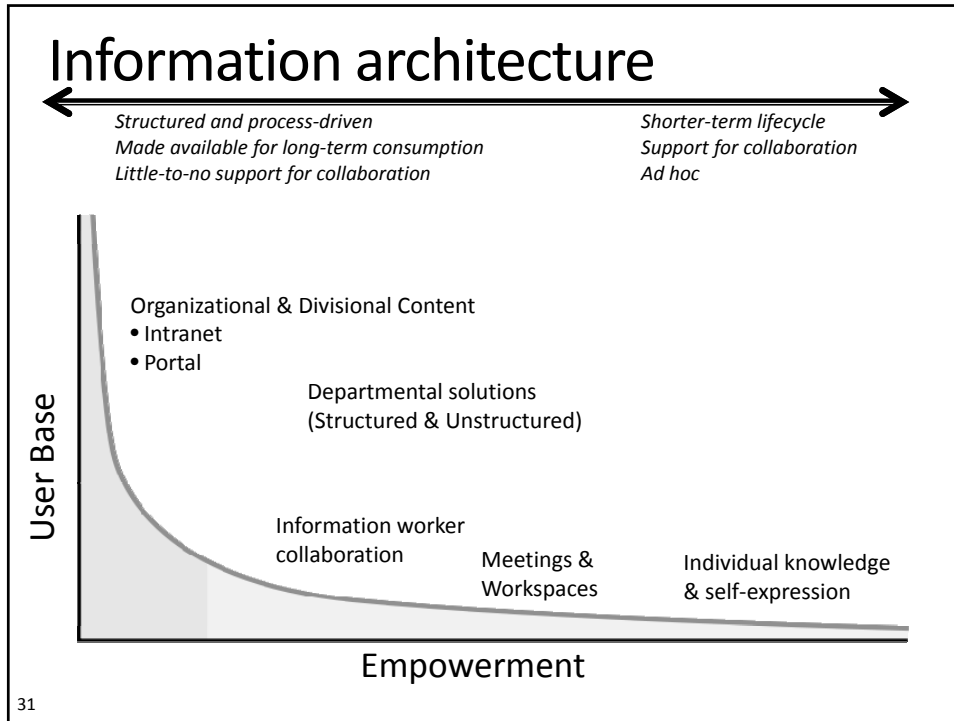 Information architecture
Structured and process-driven
Made available for long-term consumption
Little-to-no support for collaboration
Shorter-term lifecycle
Support for collaboration
Ad hoc
Organizational & Divisional Content
• Intranet
• Portal
Departmental solutions
(Structured & Unstructured)
User Base
Information worker
collaboration
Meetings &
Workspaces
Individual knowledge
& self-expression
Empowerment
31